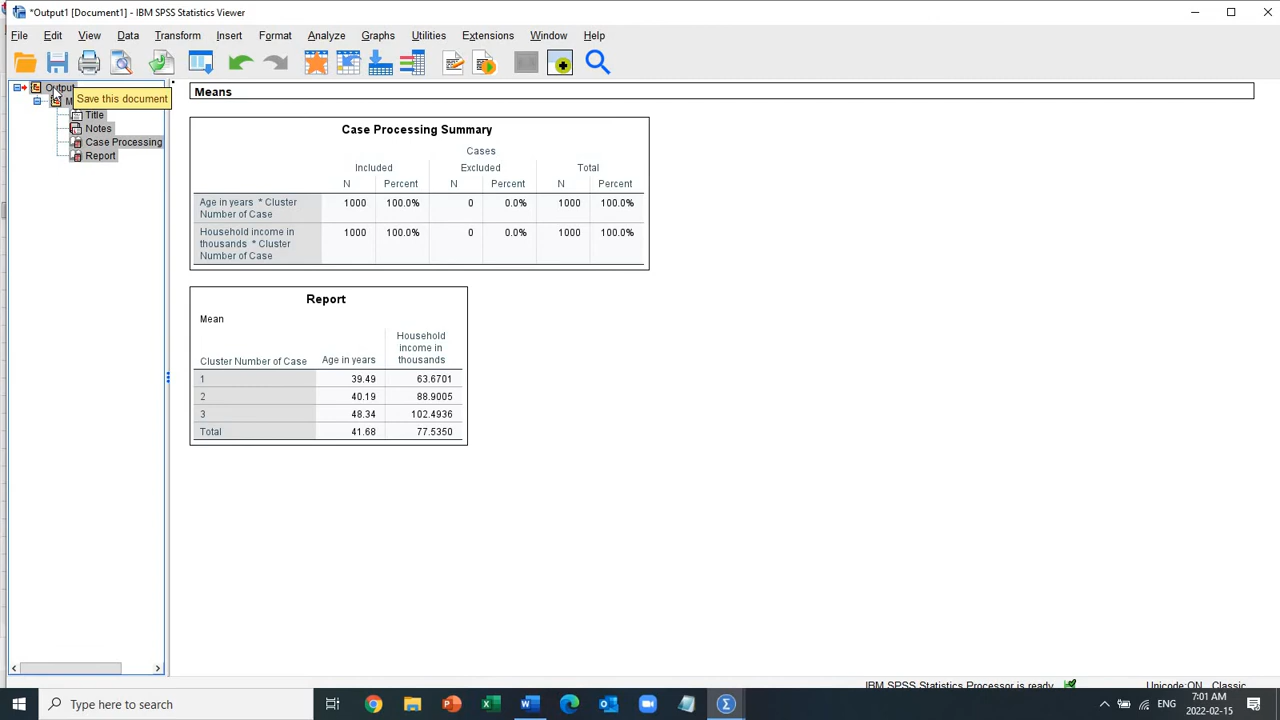 *Output1 [Document1] - IBM SPSS Statistics Viewer
File Edit View Data Transform Insert Format Analyze Graphs Utilities Extensions Window Help
Output
Save this document
Title
Notes
Case Processing
Report
Means
Case Processing Summary
Cases
Included Excluded Total
N Percent N Percent N Percent
Age in years * Cluster
Number of Case
1000 100.0% 0 0.0% 1000 100.0%
Household income in
thousands * Cluster
Number of Case
1000 100.0% 0 0.0% 1000 100.0%
Report
Mean
Cluster Number of Case
Age in years
Household
income in
thousands
1 39.49 63.6701
2 40.19 88.9005
3 48.34 102.4936
Total 41.68 77.5350
IBM SPSS Statistics Processor is ready
Unicode:ON Classic
Type here to search
ENG
7:01 AM
2022-02-15